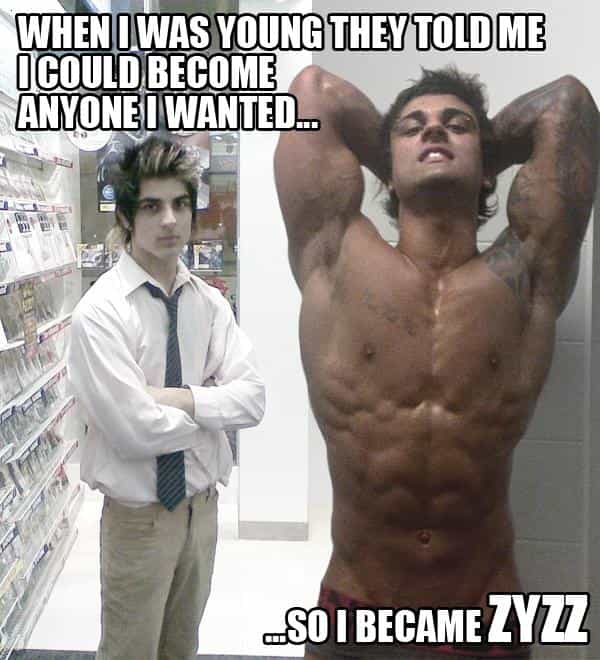 WHEN I WAS YOUNG THEY TOLD ME
I COULD BECOME
ANYONE I WANTED...
...SO I BECAME ZYZZ